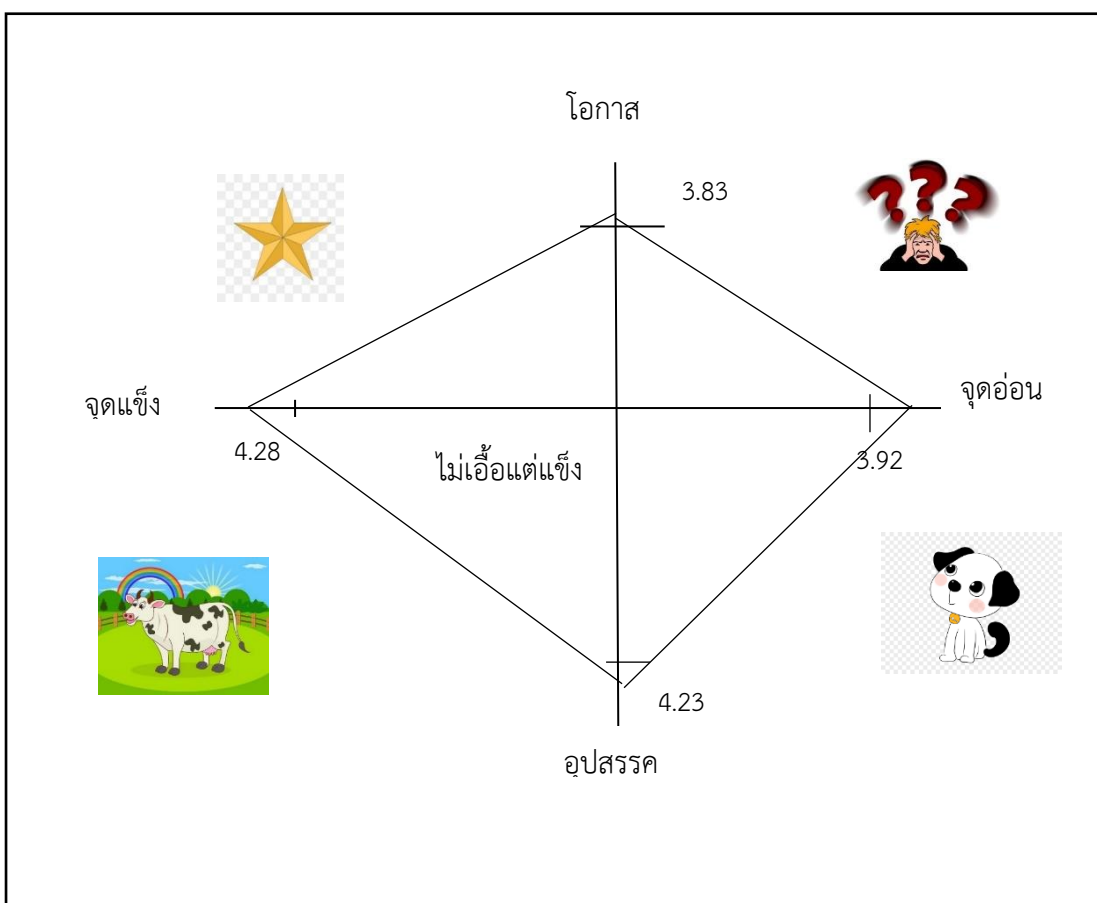 โอกาส
3.83
???
จุดแข็ง
จุดอ่อน
4.28
ไม่เอื้อแต่แข็ง
3.92
4.23
อุปสรรค